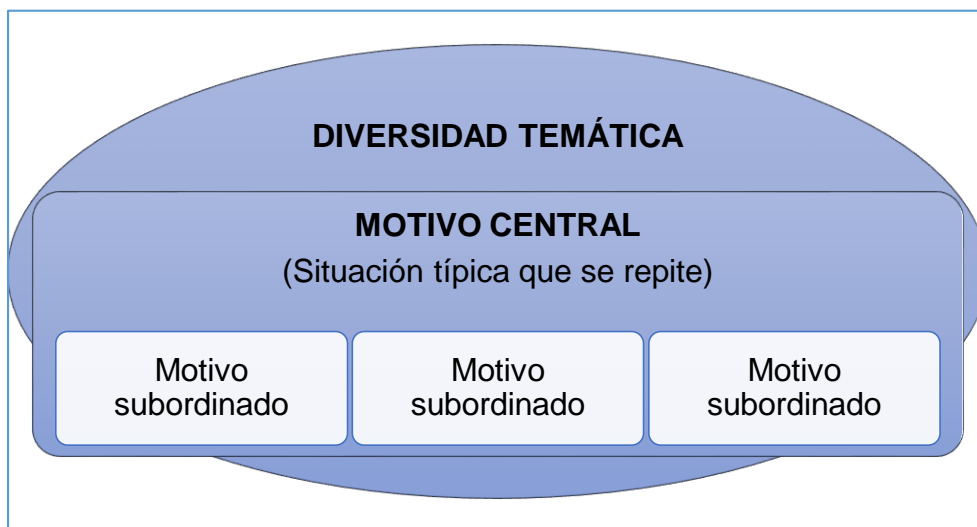 DIVERSIDAD TEMÁTICA
MOTIVO CENTRAL
(Situación típica que se repite)
Motivo
subordinado
Motivo
subordinado
Motivo
subordinado